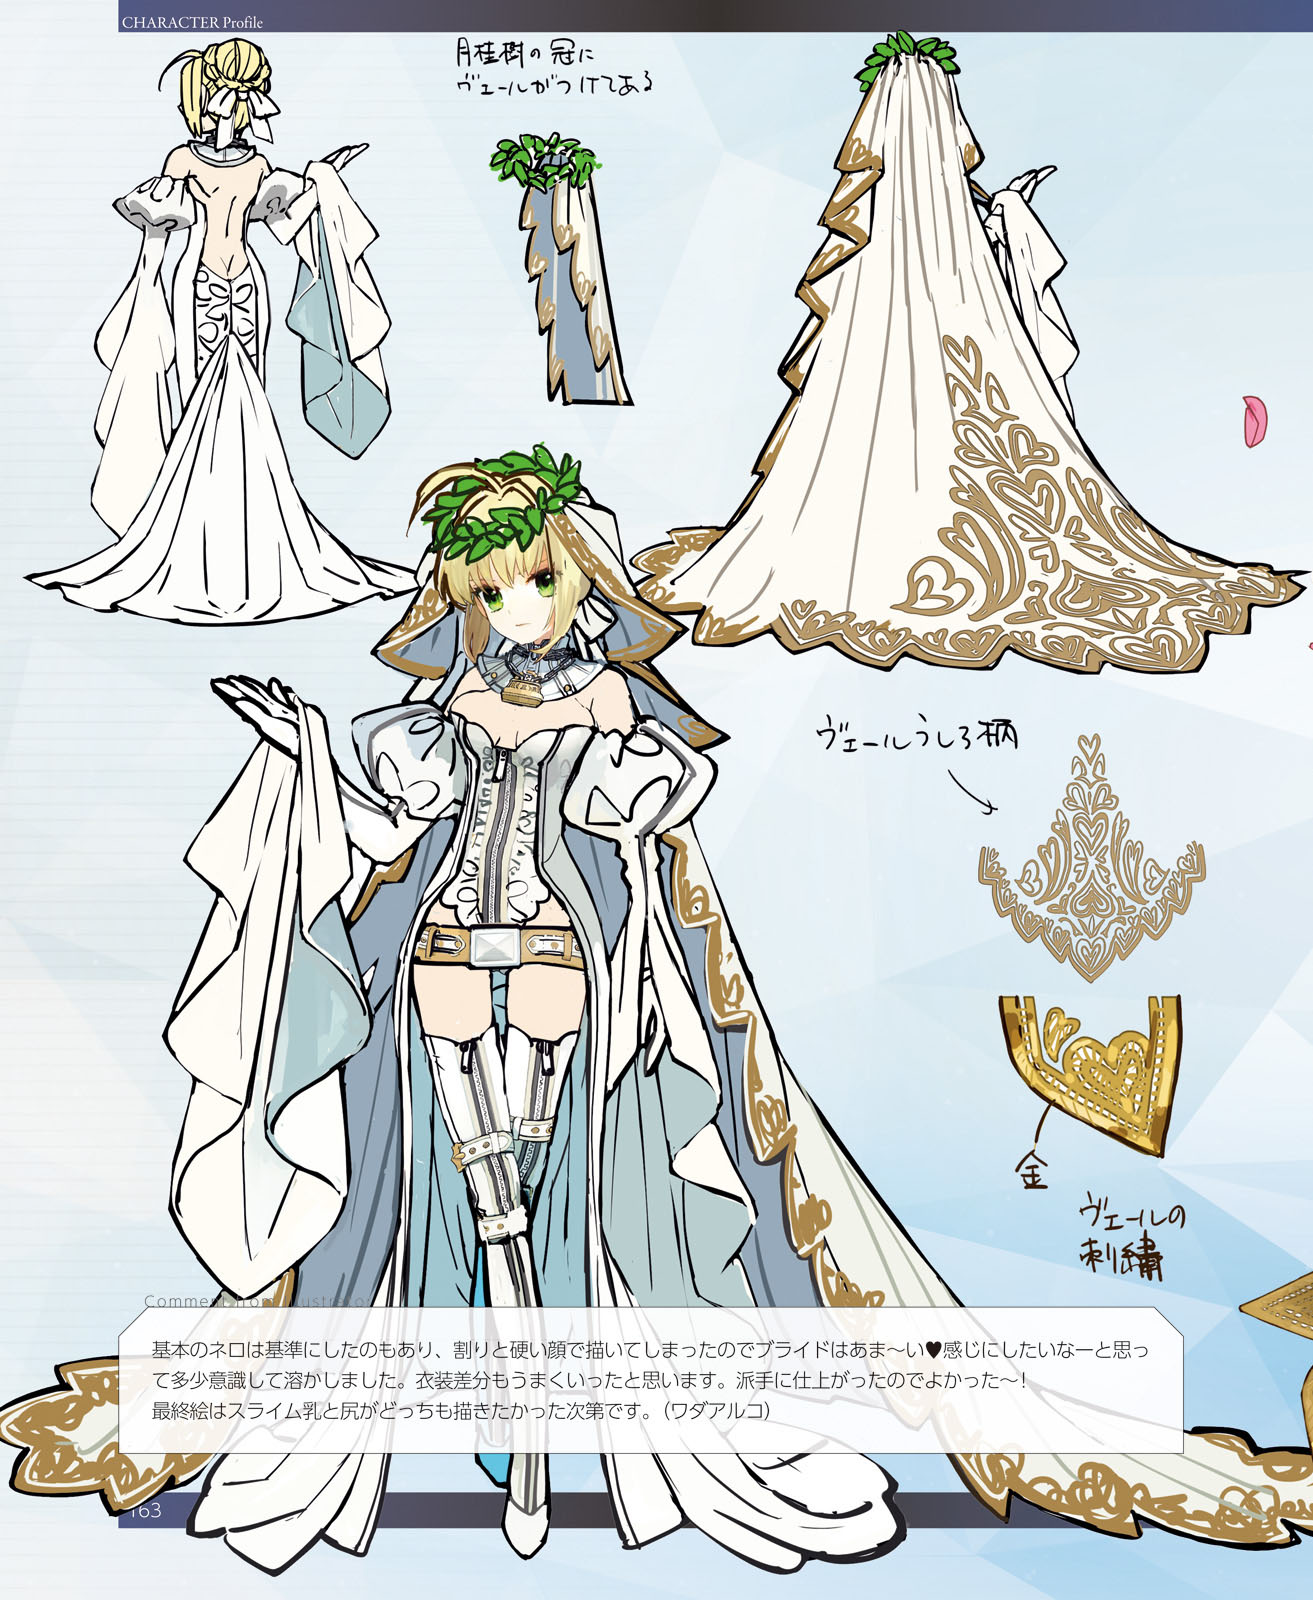 CHARACTER Profile
月桂樹の冠に
ヴェールがつけてある
ヴェールうしろ柄
金
ヴェールの
刺繍
Comment from Illustrator
基本のネロは基準にしたのもあり、割りと硬い顔で描いてしまったのでブライドはあま〜い♥感じにしたいなーと思っ
て多少意識して溶かしました。衣装差分もうまくいったと思います。派手に仕上がったのでよかった〜！
最終絵はスライム乳と尻がどっちも描きたかった次第です。（ワダアルコ）
163